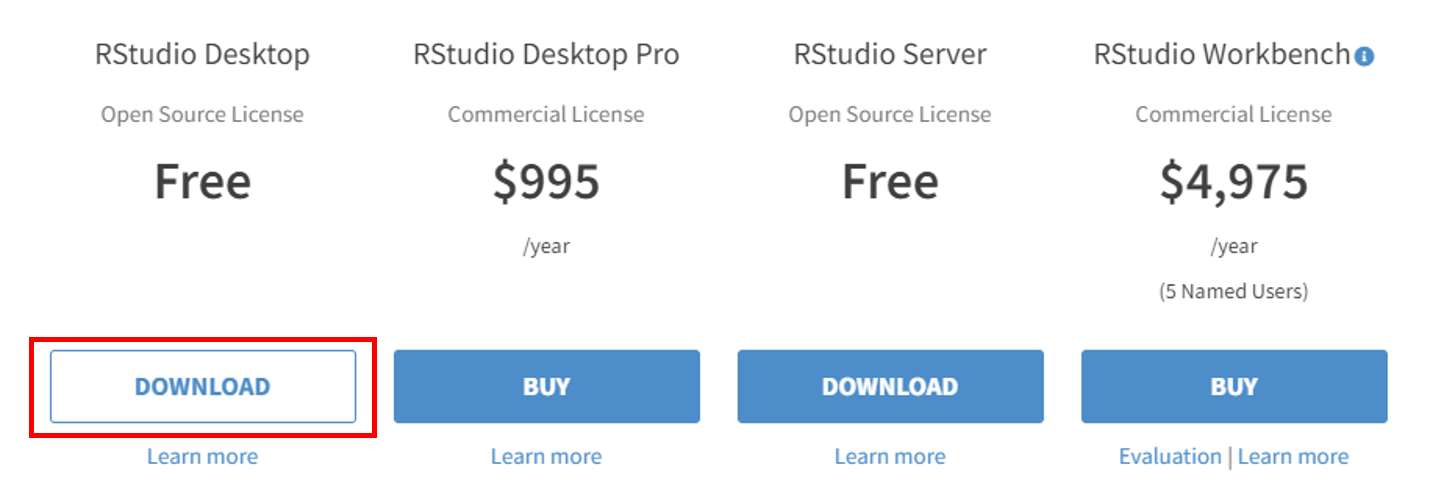 RStudio Desktop
Open Source License
Free
DOWNLOAD
Learn more
RStudio Desktop Pro
Commercial License
$995
/year
BUY
Learn more
RStudio Server
Open Source License
Free
DOWNLOAD
Learn more
RStudio Workbench i
Commercial License
$4,975
/year
(5 Named Users)
BUY
Evaluation | Learn more